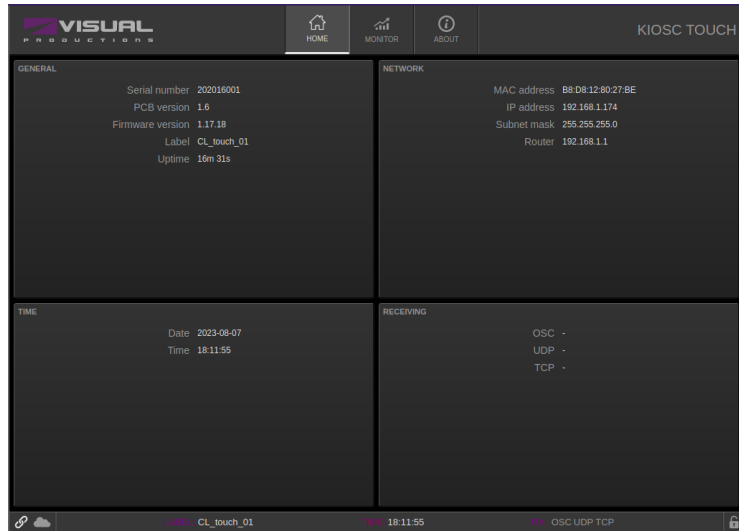 VISUAL
PRODUCTIONS
HOME
MONITOR
ABOUT
KIOSC TOUCH
GENERAL
Serial number 202016001
PCB version 1.6
Firmware version 1.17.18
Label CL_touch_01
Uptime 16m 31s
NETWORK
MAC address B8:D8:12:80:27:BE
IP address 192.168.1.174
Subnet mask 255.255.255.0
Router 192.168.1.1
TIME
Date 2023-08-07
Time 18:11:55
RECEIVING
OSC -
UDP -
TCP -
CL_touch_01
18:11:55
OSC UDP TCP